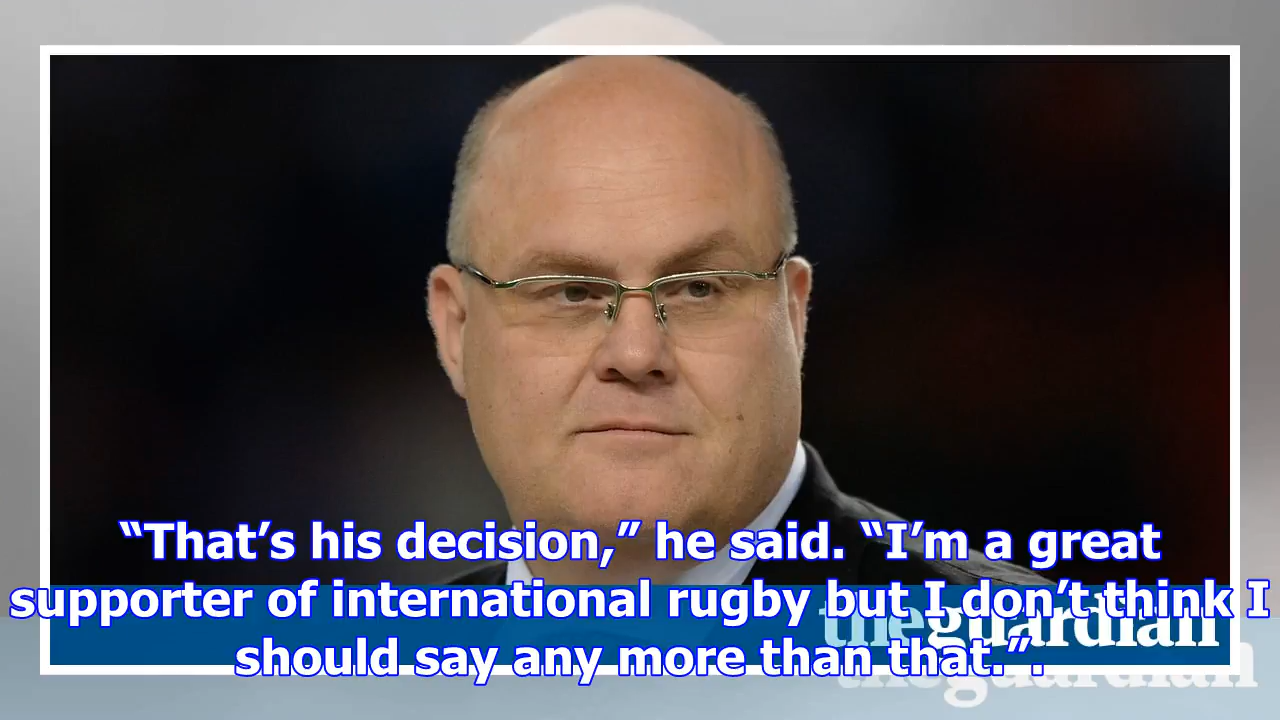 “That’s his decision,” he said. “I’m a great
supporter of international rugby but I don’t think I
should say any more than that.”.
theguardian
theguardian